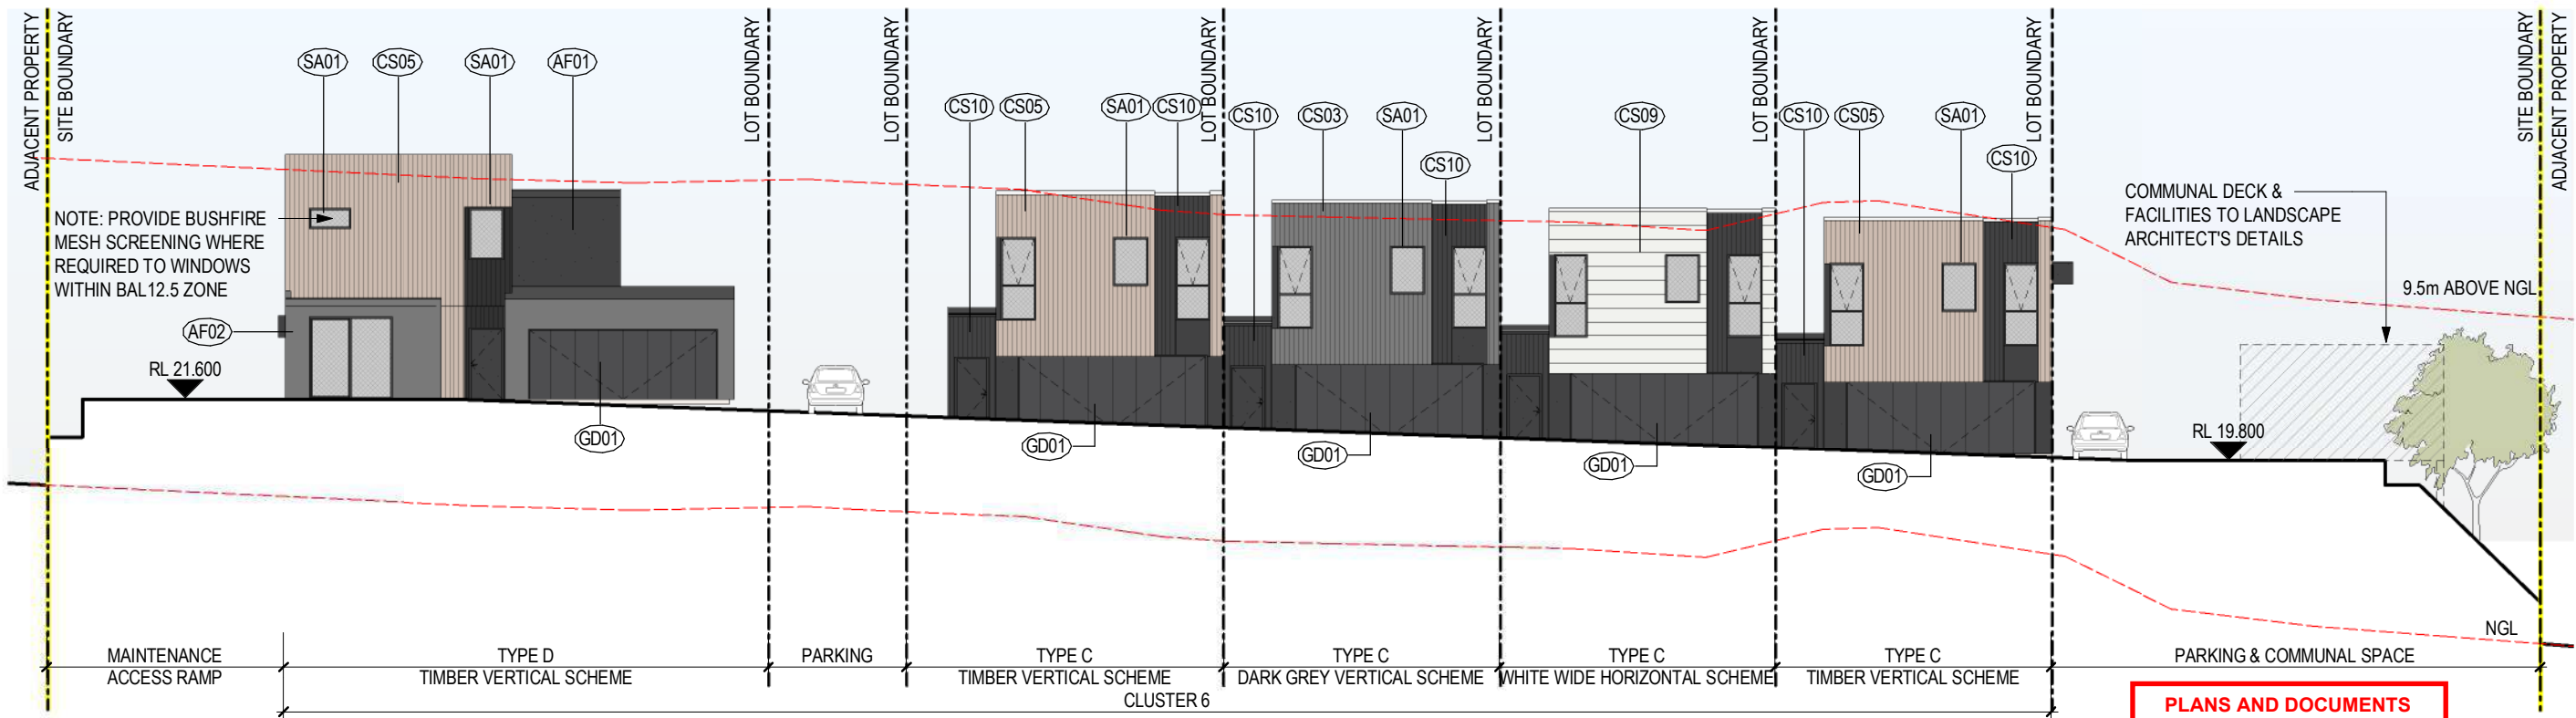 ADJACENT PROPERTY
SITE BOUNDARY
SA01
CS05
SA01
AF01
LOT BOUNDARY
LOT BOUNDARY
CS10
CS05
SA01
CS10
LOT BOUNDARY
CS10
CS03
SA01
CS10
LOT BOUNDARY
CS09
LOT BOUNDARY
CS10
CS05
SA01
CS10
LOT BOUNDARY
SITE BOUNDARY
ADJACENT PROPERTY
NOTE: PROVIDE BUSHFIRE
MESH SCREENING WHERE
REQUIRED TO WINDOWS
WITHIN BAL12.5 ZONE
COMMUNAL DECK &
FACILITIES TO LANDSCAPE
ARCHITECT'S DETAILS
9.5m ABOVE NGL
AF02
RL 21.600
RL 19.800
GD01
GD01
GD01
GD01
GD01
NGL
MAINTENANCE
ACCESS RAMP
TYPE D
TIMBER VERTICAL SCHEME
PARKING
TYPE C
TIMBER VERTICAL SCHEME
TYPE C
DARK GREY VERTICAL SCHEME
TYPE C
WHITE WIDE HORIZONTAL SCHEME
TYPE C
TIMBER VERTICAL SCHEME
PARKING & COMMUNAL SPACE
CLUSTER 6
PLANS AND DOCUMENTS